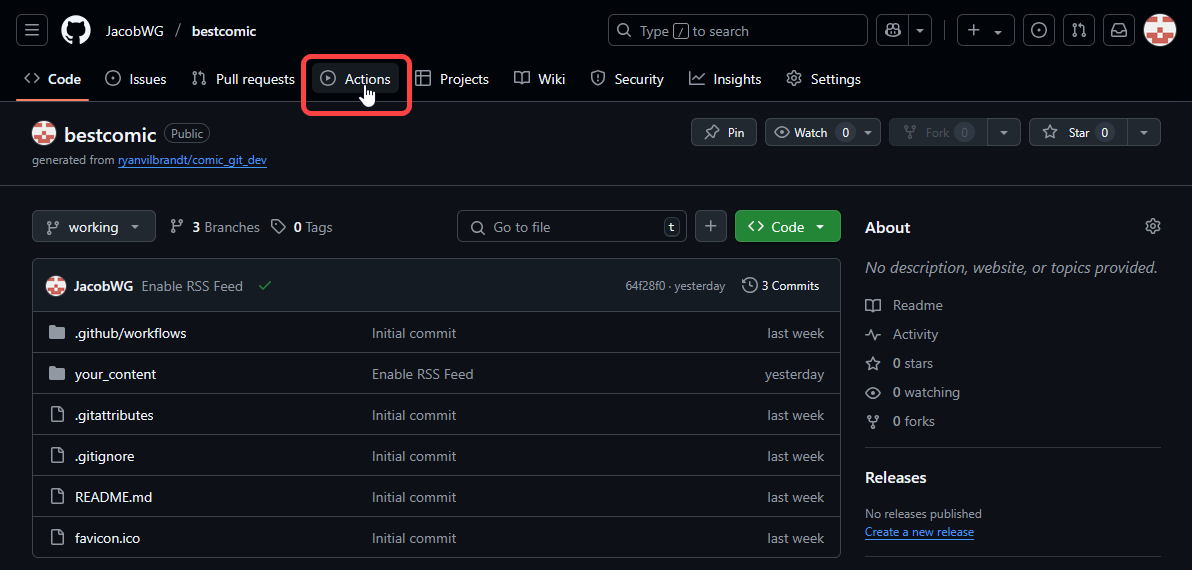 JacobWG / bestcomic
Type / to search
Code Issues Pull requests Actions Projects Wiki Security Insights Settings
bestcomic Public
Pin Watch 0 Fork 0 Star 0
generated from ryanvilbrandt/comic_git_dev
working 3 Branches 0 Tags Go to file t + Code
About
No description, website, or topics provided.
JacobWG Enable RSS Feed 64f28f0 · yesterday 3 Commits
.github/workflows Initial commit last week
your_content Enable RSS Feed yesterday
.gitattributes Initial commit last week
.gitignore Initial commit last week
README.md Initial commit last week
favicon.ico Initial commit last week
Readme
Activity
0 stars
0 watching
0 forks
Releases
No releases published
Create a new release